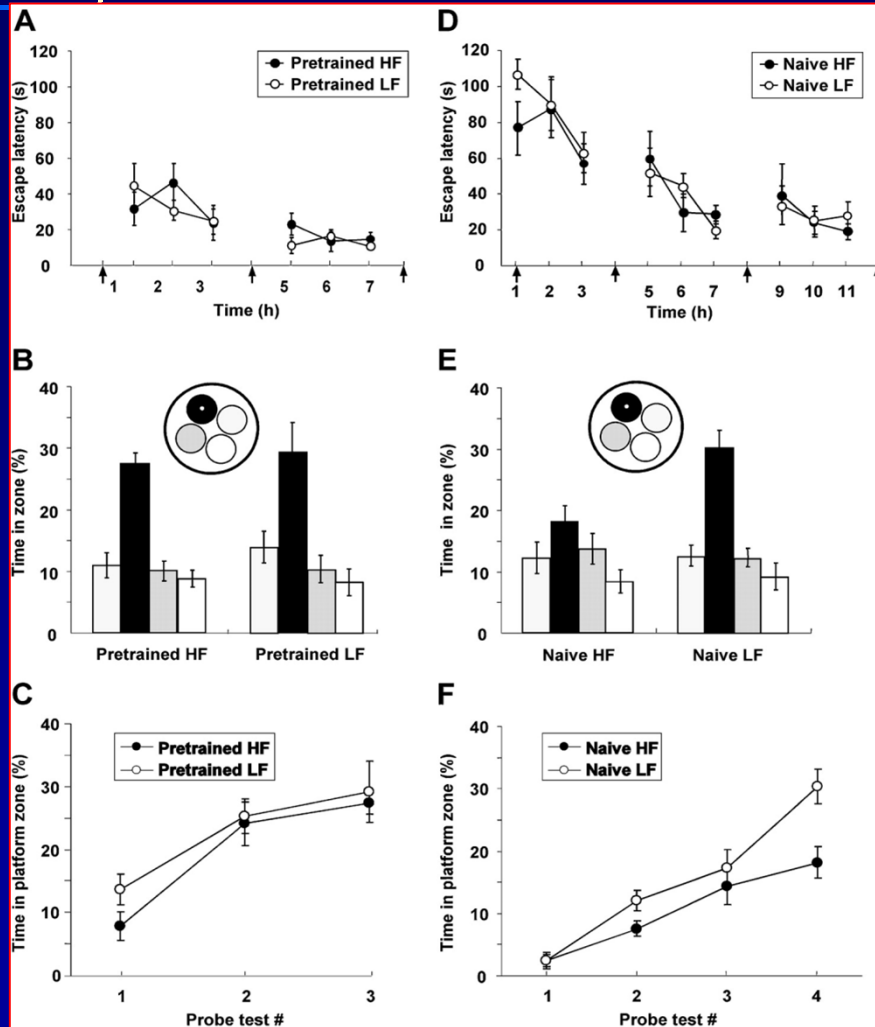 A
Escape latency (s)
120
100
80
60
40
20
0
Pretrained HF
Pretrained LF
1 2 3 5 6 7
Time (h)
D
Escape latency (s)
120
100
80
60
40
20
0
Naive HF
Naive LF
1 2 3 5 6 7 9 10 11
Time (h)
B
Time in zone (%)
40
30
20
10
0
Pretrained HF Pretrained LF
E
Time in zone (%)
40
30
20
10
0
Naive HF Naive LF
C
Time in platform zone (%)
40
30
20
10
0
Pretrained HF
Pretrained LF
1 2 3
Probe test #
F
Time in platform zone (%)
40
30
20
10
0
Naive HF
Naive LF
1 2 3 4
Probe test #